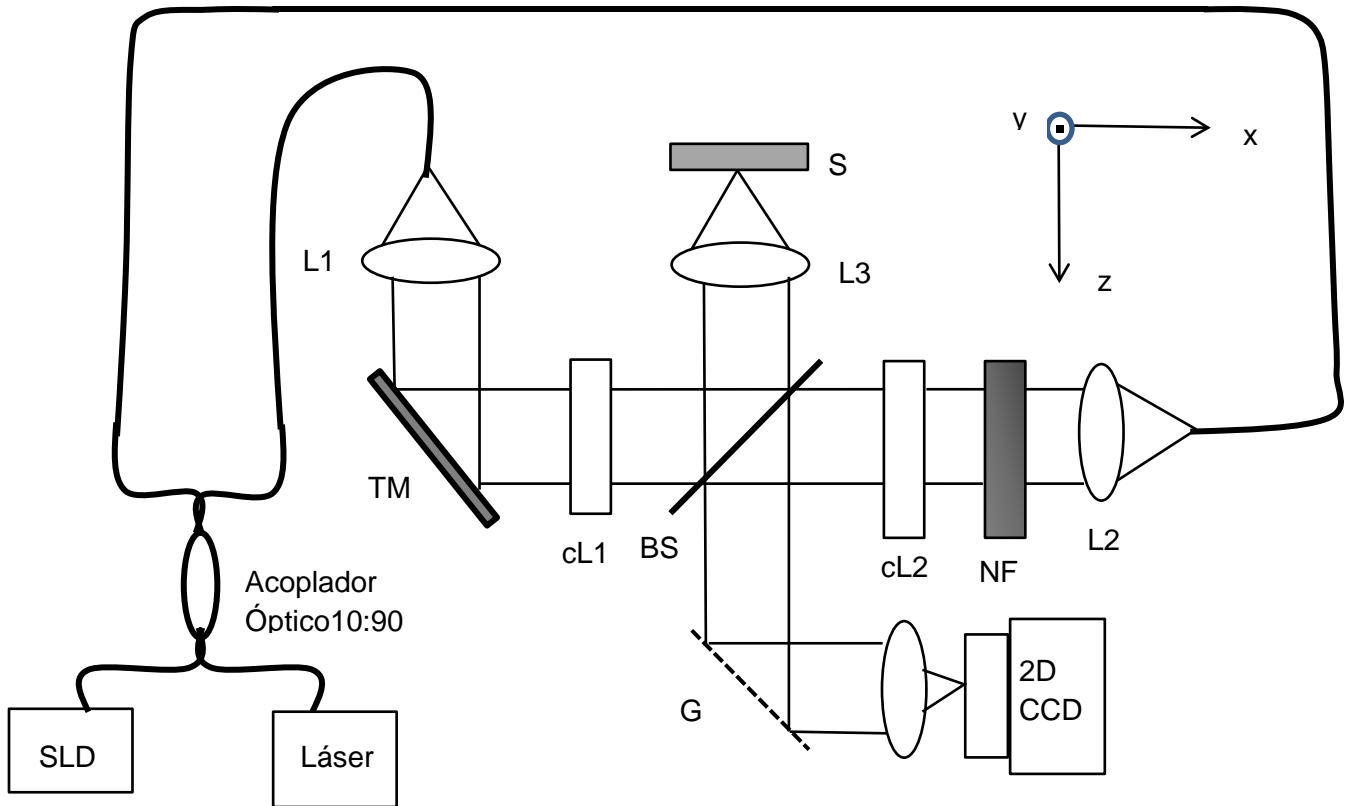 y
x
S
L1
L3
z
TM
cL1
BS
cL2
NF
L2
Acoplador
Óptico10:90
G
2D
CCD
SLD
Láser